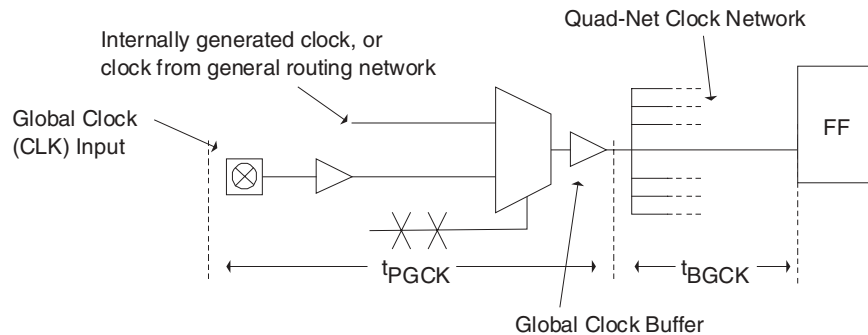 Quad-Net Clock Network
Internally generated clock, or
clock from general routing network
Global Clock
(CLK) Input
FF
tPGCK
tBGCK
Global Clock Buffer